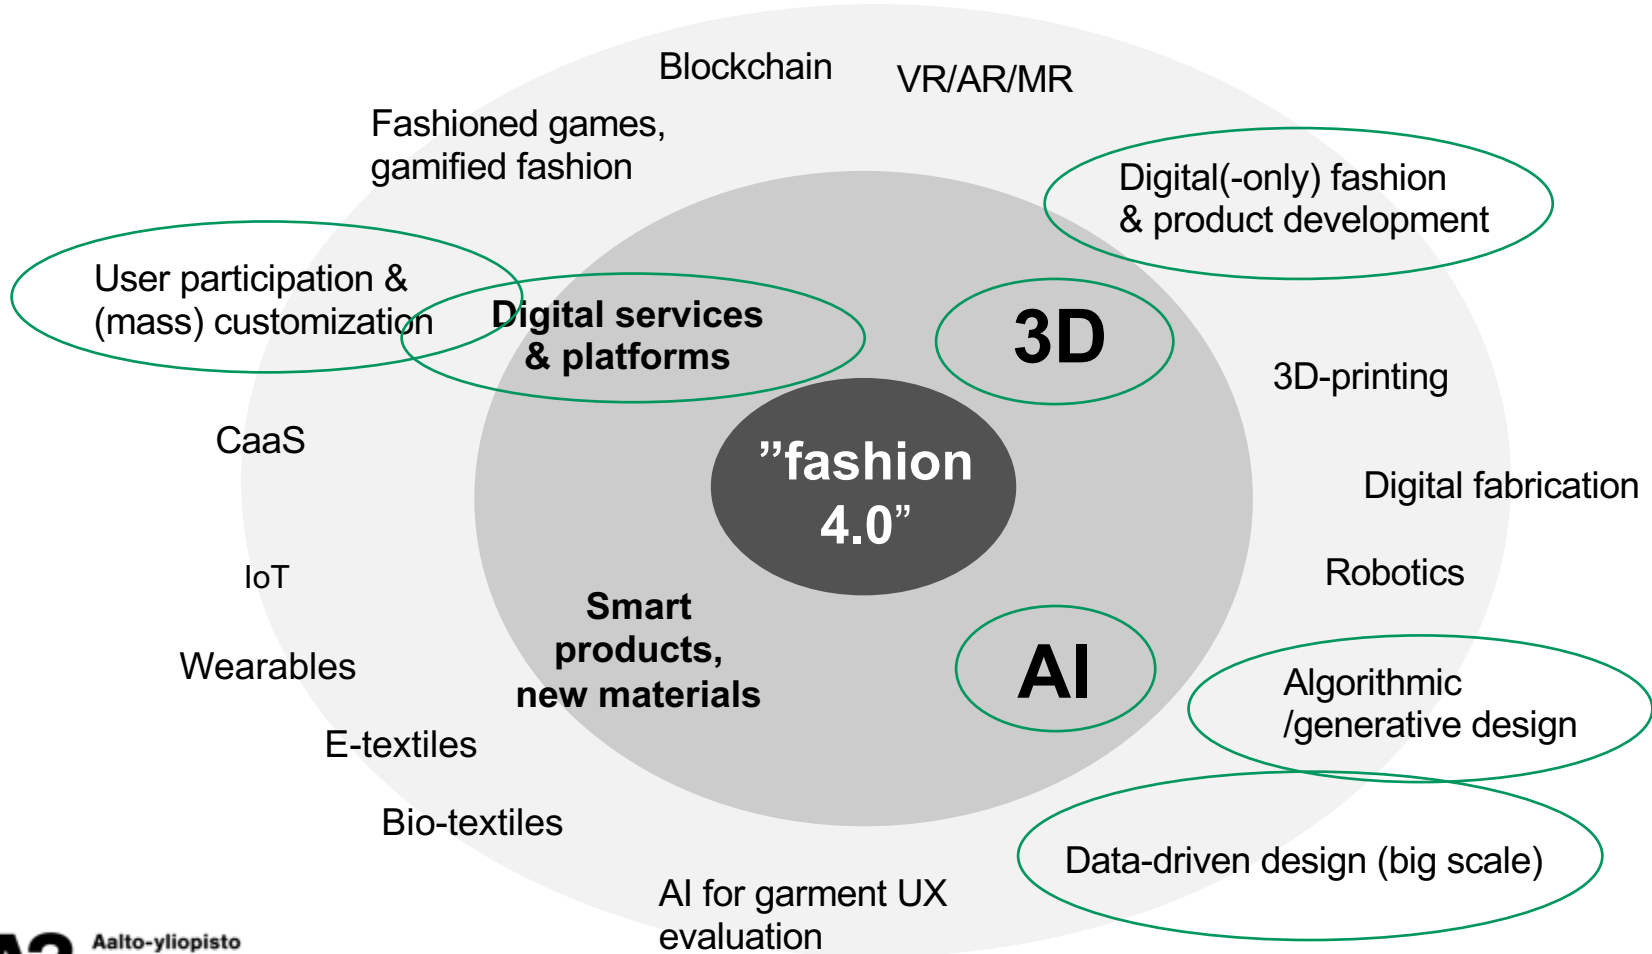 Blockchain
VR/AR/MR
Fashioned games,
gamified fashion
Digital(-only) fashion
& product development
User participation &
(mass) customization
Digital services
& platforms
3D
3D-printing
CaaS
”fashion
4.0”
Digital fabrication
IoT
Robotics
Smart
products,
new materials
AI
Wearables
Algorithmic
/generative design
E-textiles
Bio-textiles
Data-driven design (big scale)
AI for garment UX
evaluation
Aalto-yliopisto